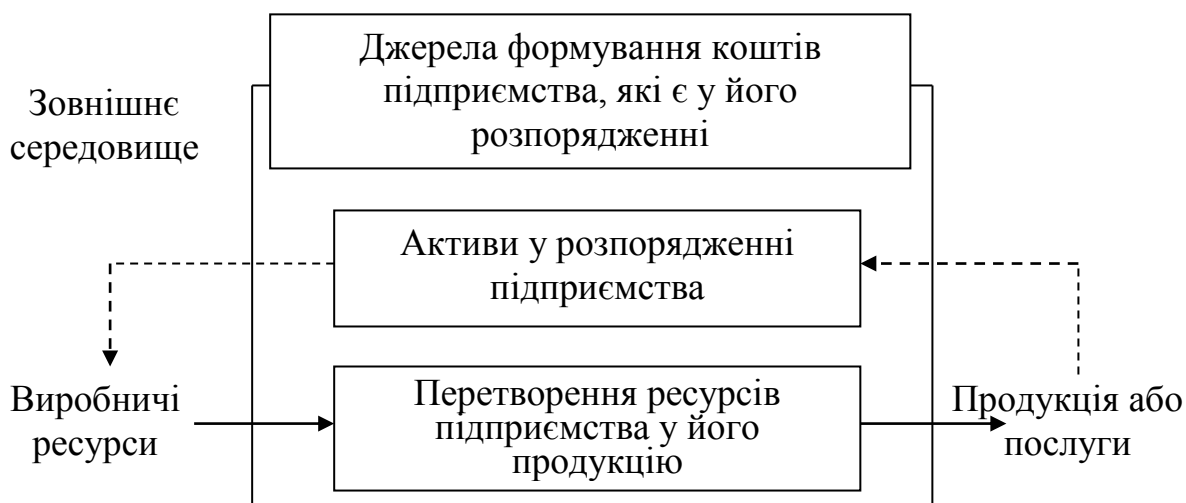 Джерела формування коштів
підприємства, які є у його
розпорядженні
Зовнішнє
середовище
Активи у розпорядженні
підприємства
Виробничі
ресурси
Перетворення ресурсів
підприємства у його
продукцію
Продукція або
послуги